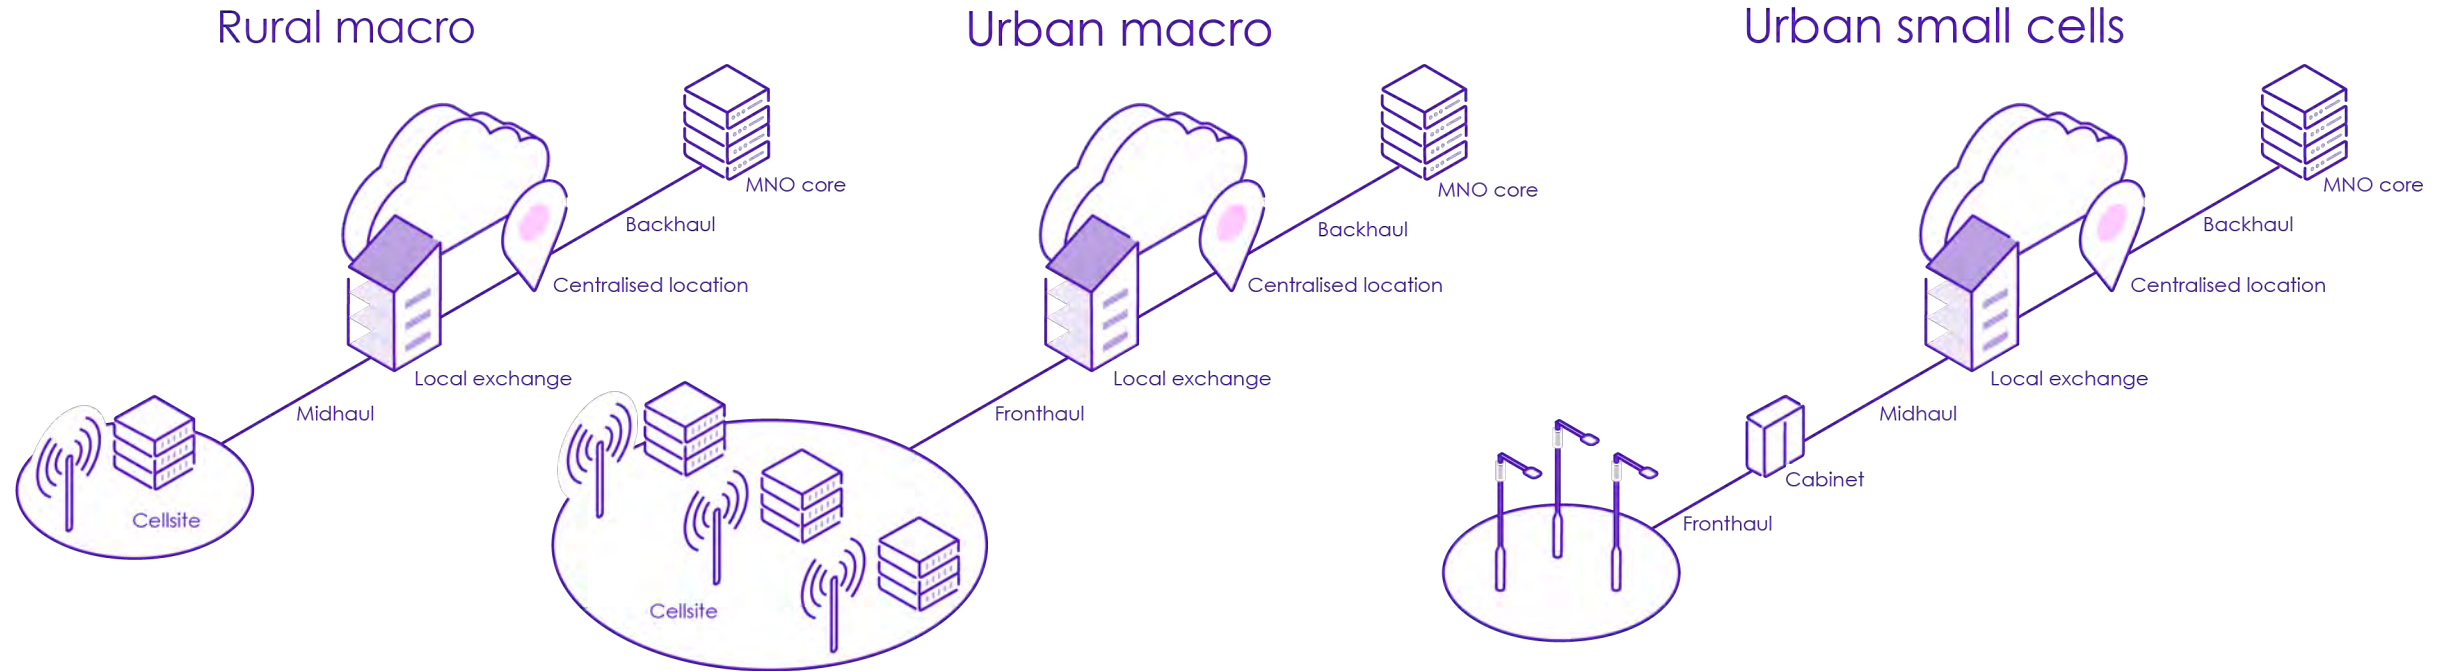 Rural macro
MNO core
Backhaul
Centralised location
Local exchange
Midhaul
Cellsite
Urban macro
MNO core
Backhaul
Centralised location
Local exchange
Fronthaul
Cellsite
Urban small cells
MNO core
Backhaul
Centralised location
Local exchange
Midhaul
Cabinet
Fronthaul